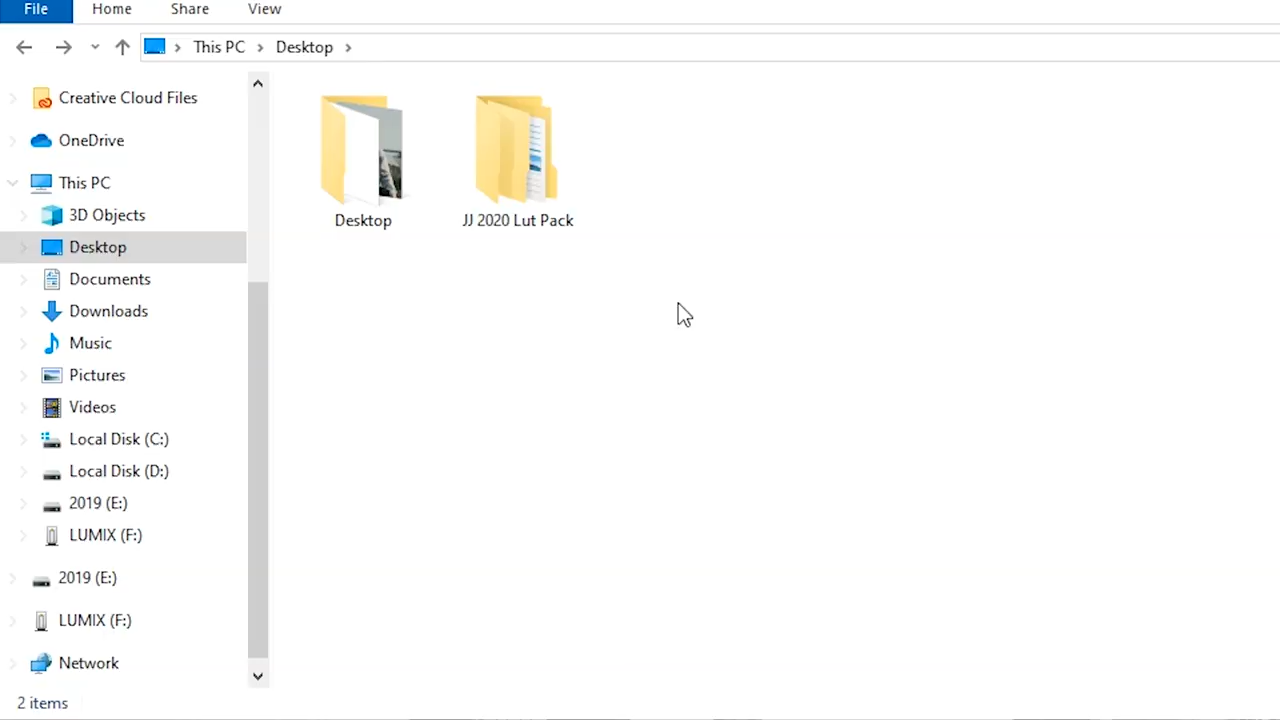 File Home Share View
This PC Desktop
Creative Cloud Files
OneDrive
This PC
3D Objects
Desktop
Documents
Downloads
Music
Pictures
Videos
Local Disk (C:)
Local Disk (D:)
2019 (E:)
LUMIX (F:)
2019 (E:)
LUMIX (F:)
Network
Desktop JJ 2020 Lut Pack
2 items